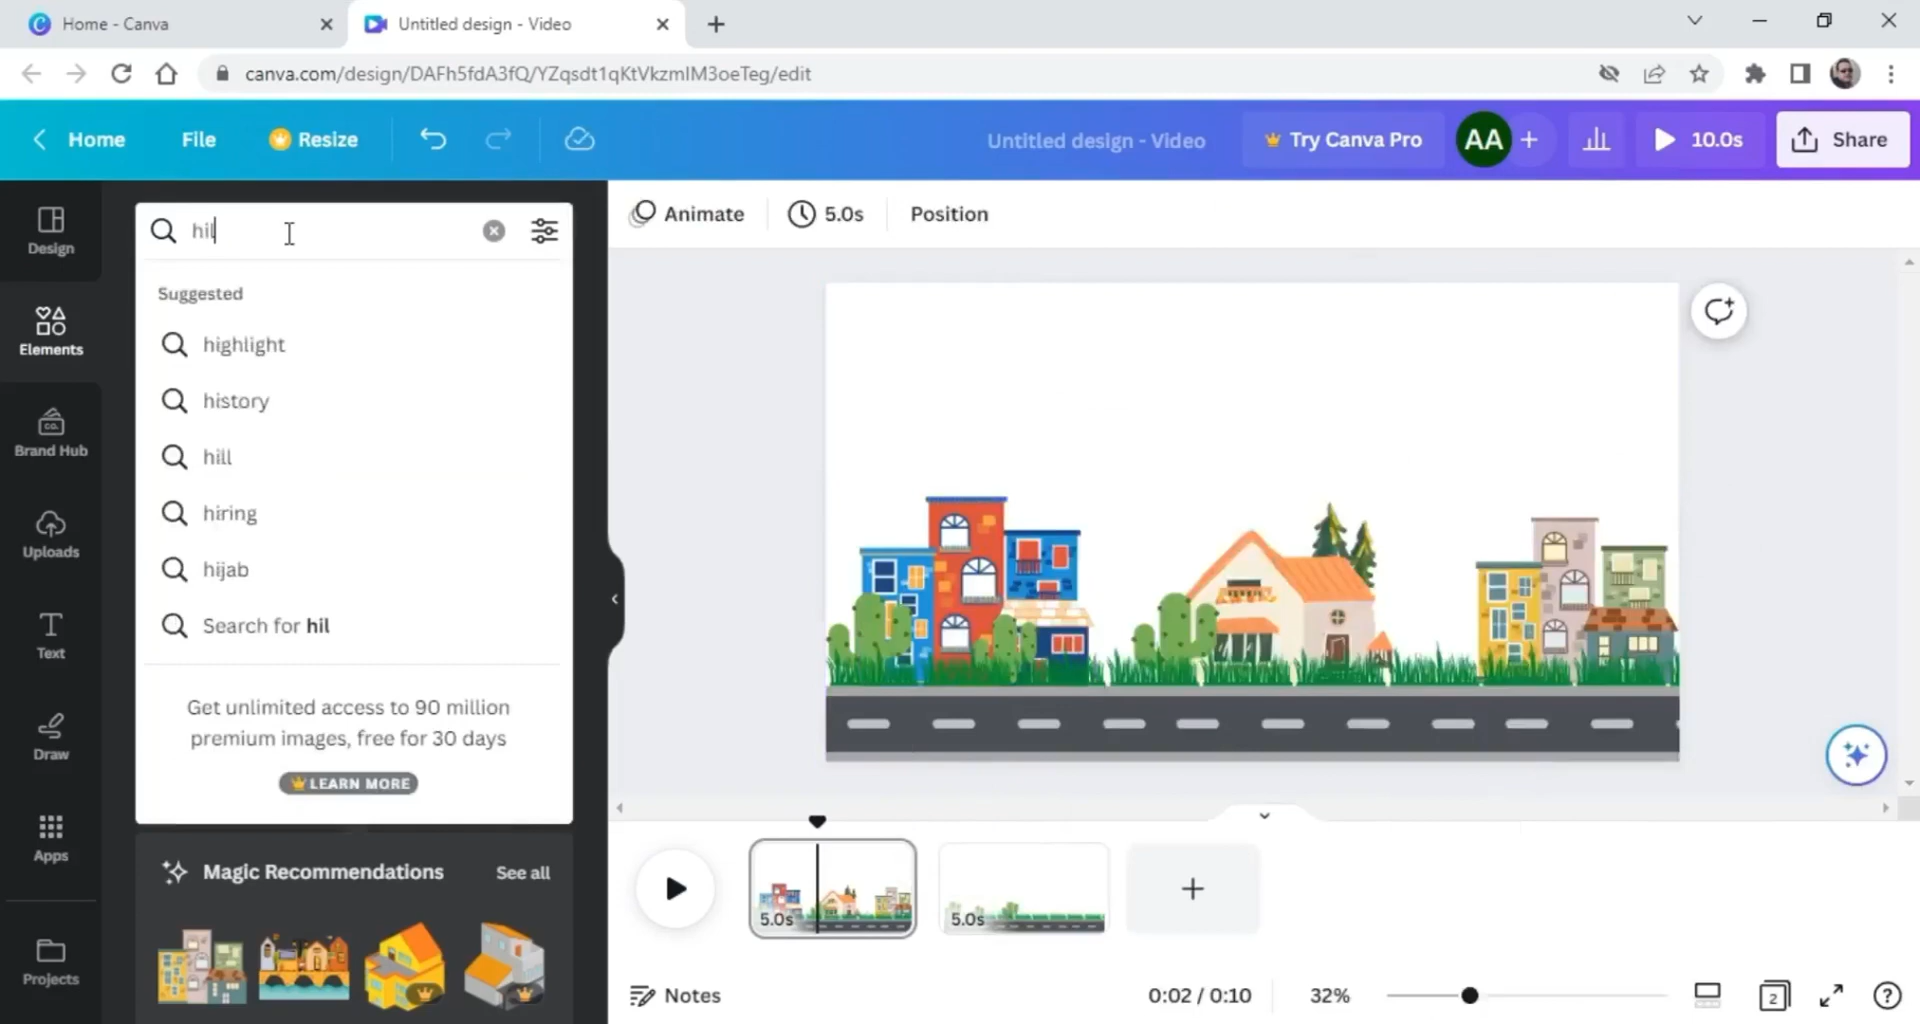 Home - Canva
Untitled design - Video
canva.com/design/DAFh5fdA3fQ/YZqsdt1qKtVkzmIM3oeTeg/edit
Home
File
Resize
Untitled design - Video
Try Canva Pro
AA
10.0s
Share
Design
Elements
Brand Hub
CO.
Uploads
Text
Draw
Apps
Projects
hil
Suggested
highlight
history
hill
hiring
hijab
Search for hil
Get unlimited access to 90 million
premium images, free for 30 days
LEARN MORE
Magic Recommendations
See all
Animate
5.0s
Position
5.0s
5.0s
Notes
0:02 / 0:10
32%
2